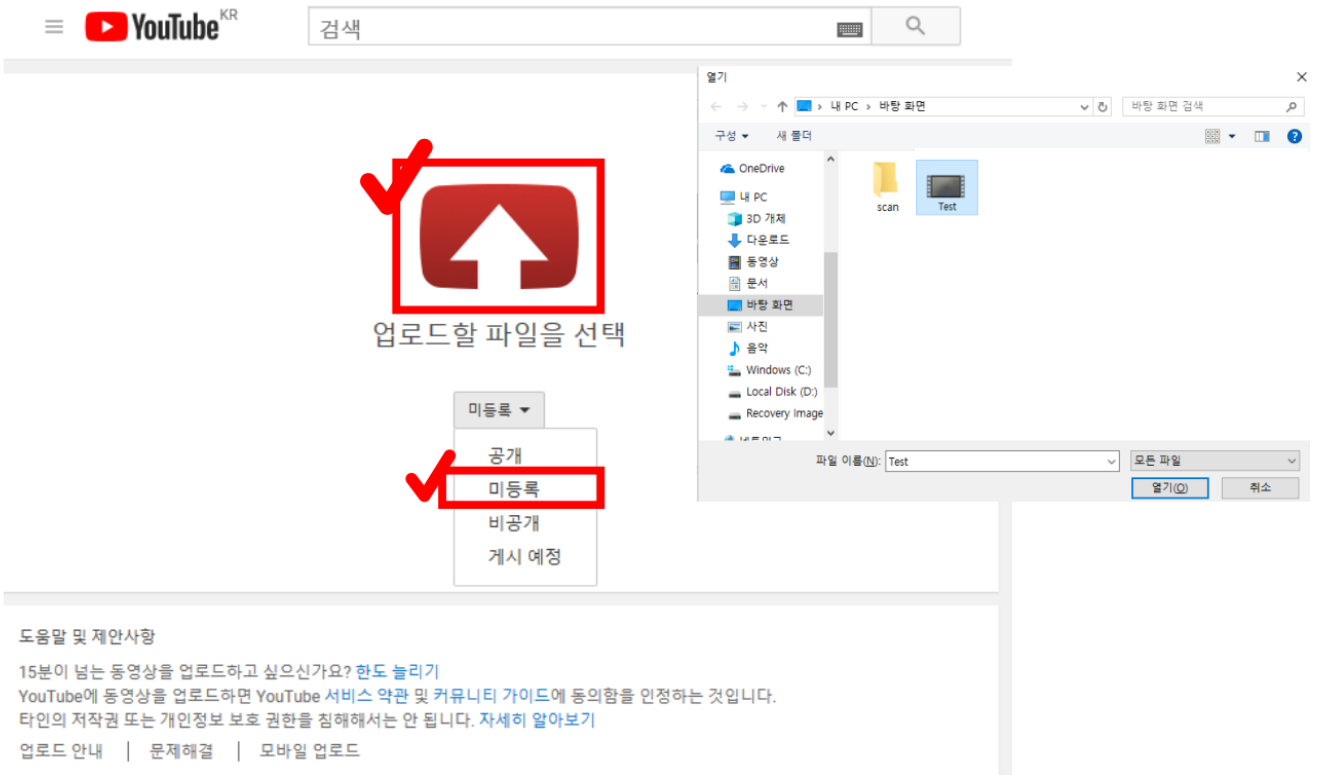 YouTube KR
검색
업로드할 파일을 선택
미등록
공개
미등록
비공개
게시 예정
열기
내 PC › 바탕 화면
바탕 화면 검색
구성
새 폴더
OneDrive
내 PC
3D 개체
다운로드
동영상
문서
바탕 화면
사진
음악
Windows (C:)
Local Disk (D:)
Recovery Image
scan
Test
파일 이름(N): Test
모든 파일
열기(O)
취소
도움말 및 제안사항
15분이 넘는 동영상을 업로드하고 싶으신가요? 한도 늘리기
YouTube에 동영상을 업로드하면 YouTube 서비스 약관 및 커뮤니티 가이드에 동의함을 인정하는 것입니다.
타인의 저작권 또는 개인정보 보호 권한을 침해해서는 안 됩니다. 자세히 알아보기
업로드 안내 | 문제해결 | 모바일 업로드